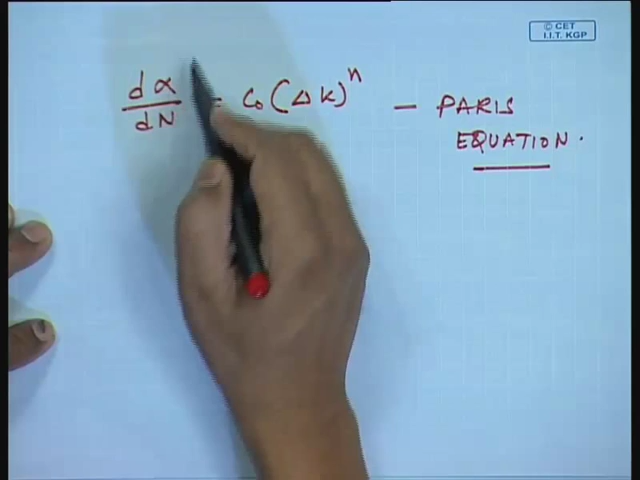 © CET
I.I.T. KGP
dα/dN = C₀(ΔK)ⁿ — PARIS
EQUATION.